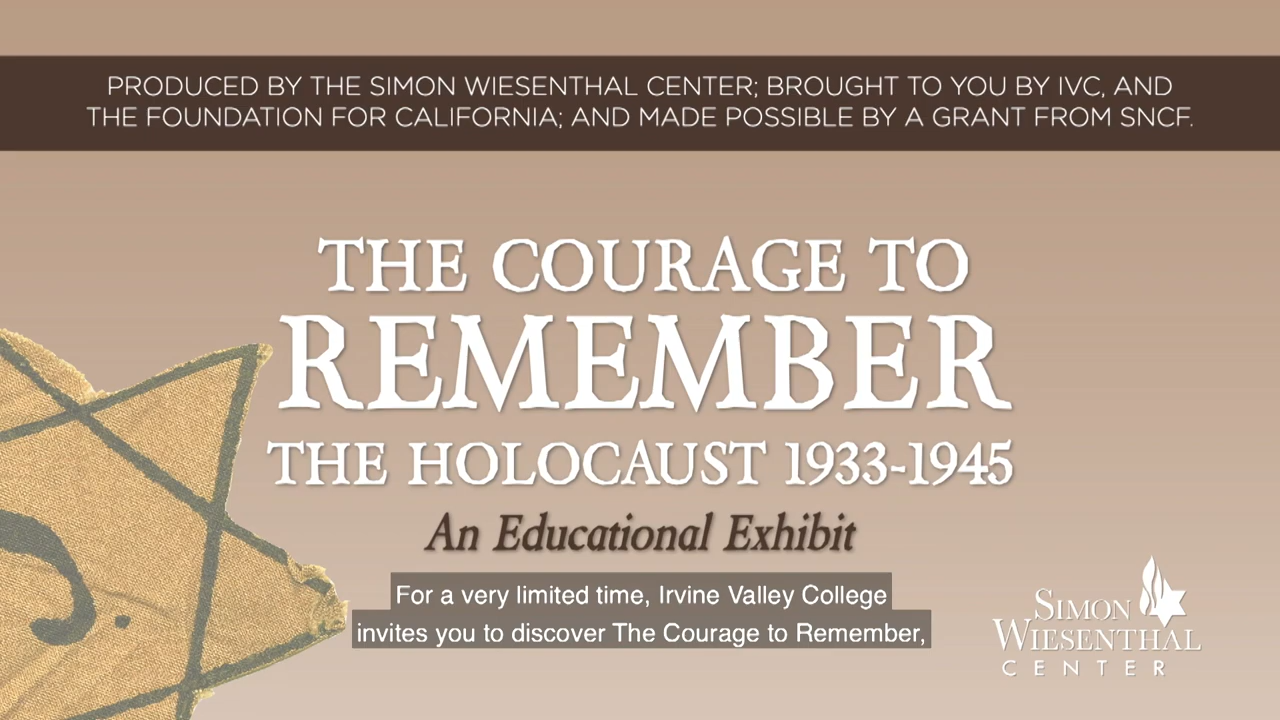 PRODUCED BY THE SIMON WIESENTHAL CENTER; BROUGHT TO YOU BY IVC, AND
THE FOUNDATION FOR CALIFORNIA; AND MADE POSSIBLE BY A GRANT FROM SNCF.
THE COURAGE TO
REMEMBER
THE HOLOCAUST 1933-1945
An Educational Exhibit
For a very limited time, Irvine Valley College
invites you to discover The Courage to Remember,
SIMON
WIESENTHAL
CENTER